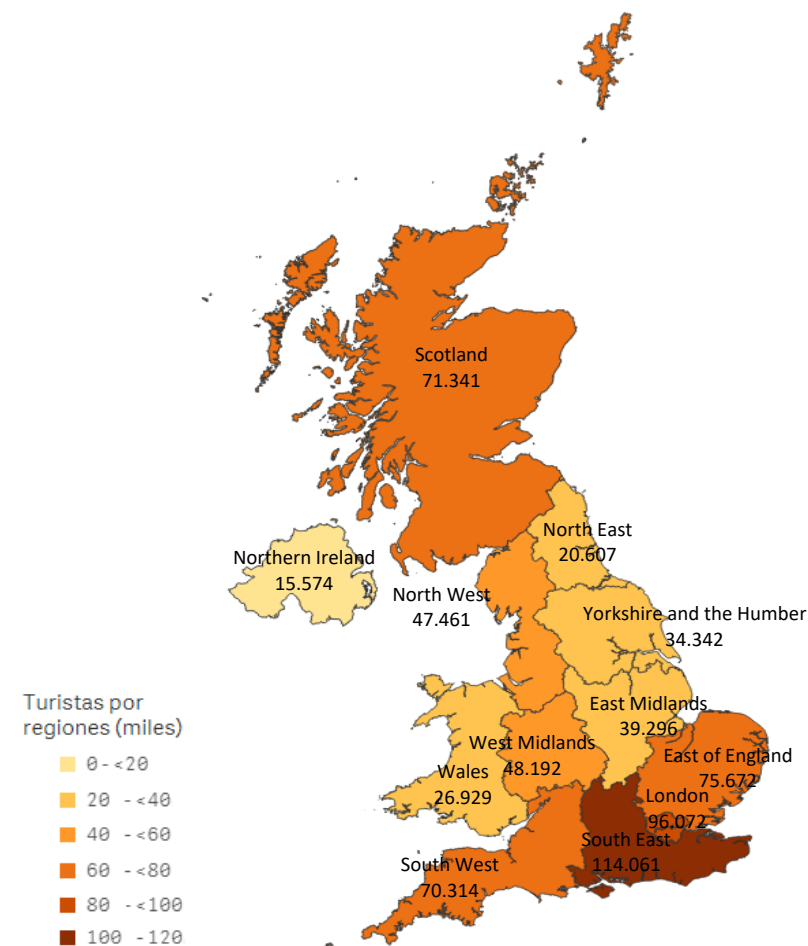 Scotland
71.341
North East
20.607
Northern Ireland
15.574
North West
47.461
Yorkshire and the Humber
34.342
East Midlands
39.296
West Midlands
48.192
Wales
26.929
East of England
75.672
London
96.072
South East
114.061
South West
70.314
Turistas por
regiones (miles)
0-<20
20 -<40
40 -<60
60 -<80
80 -<100
100 -120